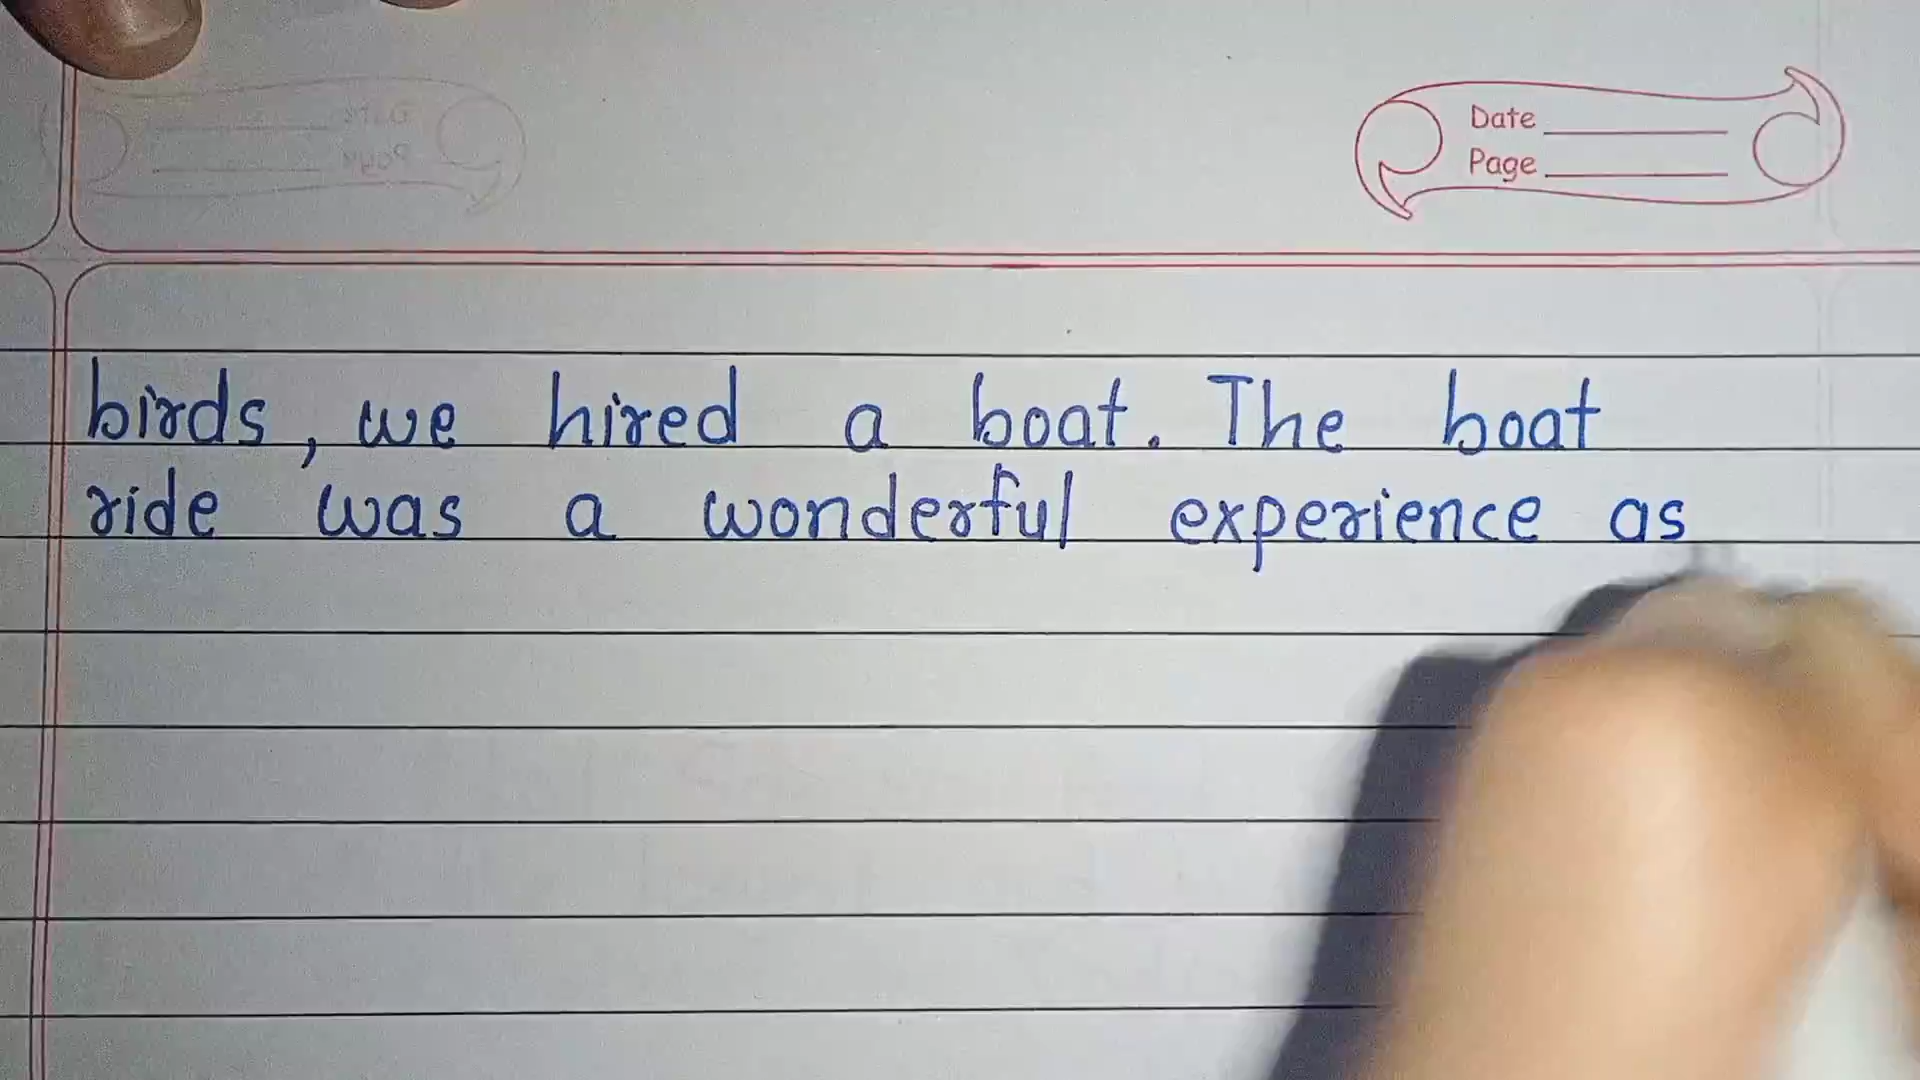 Date
Page
birds, we hired a boat. The boat
ride was a wonderful experience as